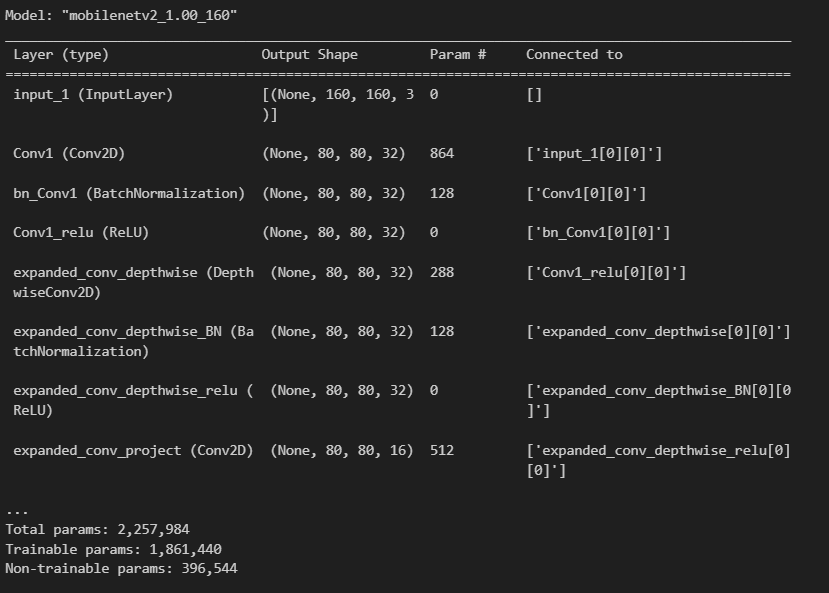 Model: "mobilenetv2_1.00_160"
Layer (type) Output Shape Param # Connected to
input_1 (InputLayer) [(None, 160, 160, 3 0 []
)]
Conv1 (Conv2D) (None, 80, 80, 32) 864 ['input_1[0][0]']
bn_Conv1 (BatchNormalization) (None, 80, 80, 32) 128 ['Conv1[0][0]']
Conv1_relu (ReLU) (None, 80, 80, 32) 0 ['bn_Conv1[0][0]']
expanded_conv_depthwise (Depth (None, 80, 80, 32) 288 ['Conv1_relu[0][0]']
wiseConv2D)
expanded_conv_depthwise_BN (Ba (None, 80, 80, 32) 128 ['expanded_conv_depthwise[0][0]']
tchNormalization)
expanded_conv_depthwise_relu ( (None, 80, 80, 32) 0 ['expanded_conv_depthwise_BN[0][0
ReLU) ]']
expanded_conv_project (Conv2D) (None, 80, 80, 16) 512 ['expanded_conv_depthwise_relu[0]
[0]']
...
Total params: 2,257,984
Trainable params: 1,861,440
Non-trainable params: 396,544